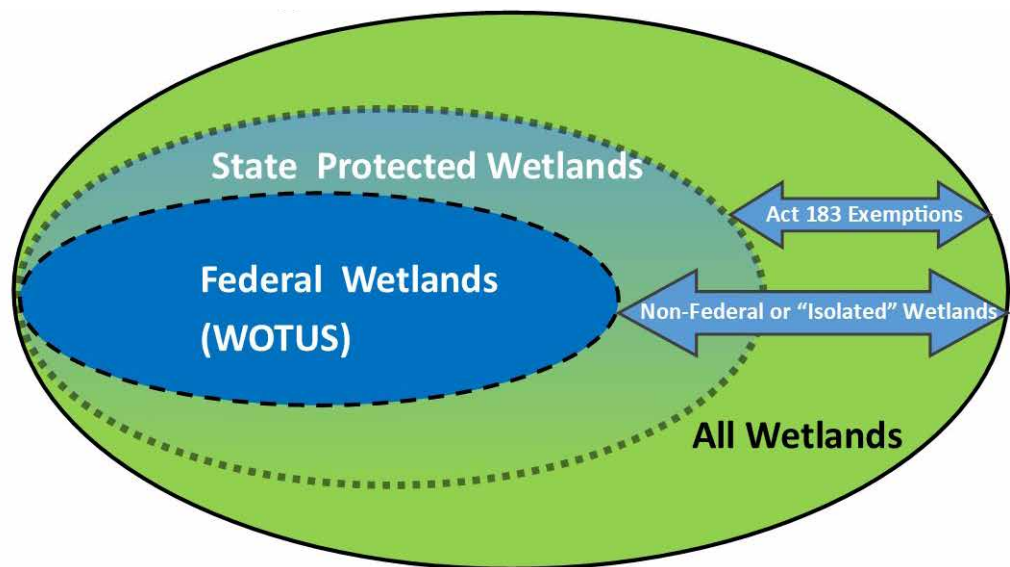 State Protected Wetlands
Act 183 Exemptions
Federal Wetlands
(WOTUS)
Non-Federal or “Isolated” Wetlands
All Wetlands